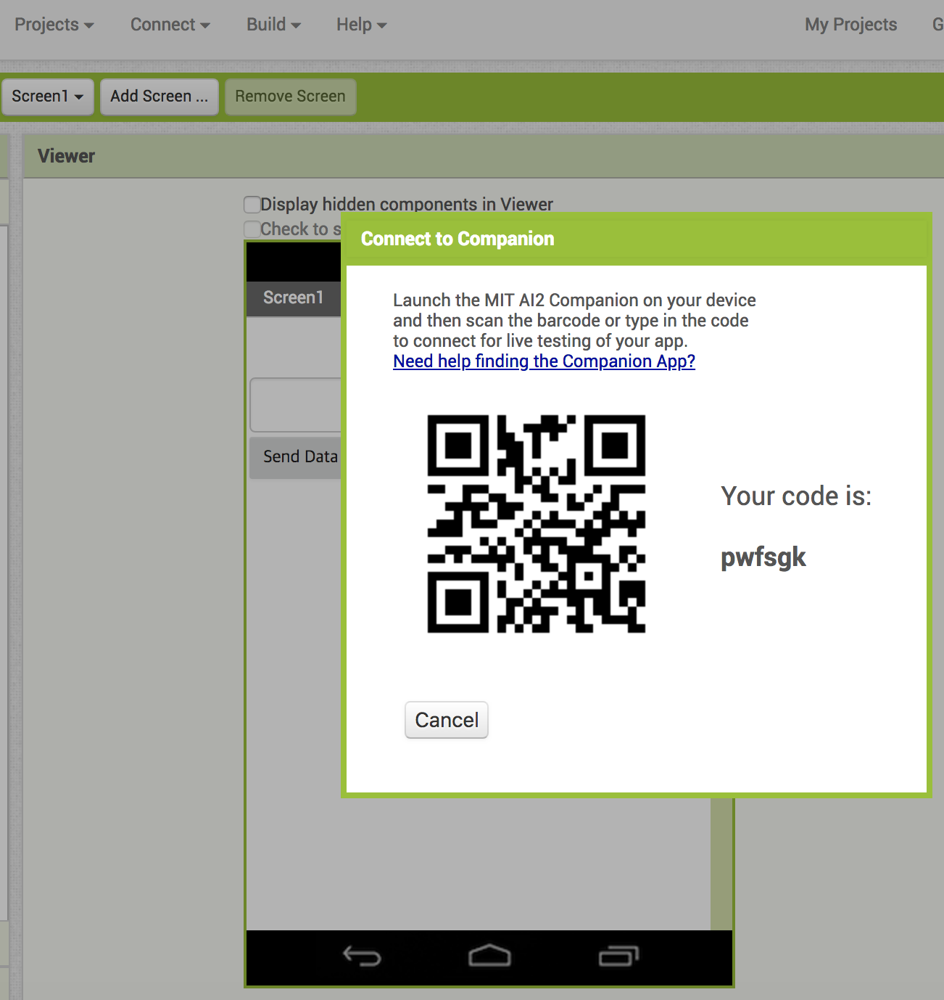 Projects Connect Build Help My Projects G
Screen1 Add Screen ... Remove Screen
Viewer
Display hidden components in Viewer
Check to s
Connect to Companion
Screen1
Launch the MIT AI2 Companion on your device
and then scan the barcode or type in the code
to connect for live testing of your app.
Need help finding the Companion App?
Send Data
Your code is:
pwfsgk
Cancel